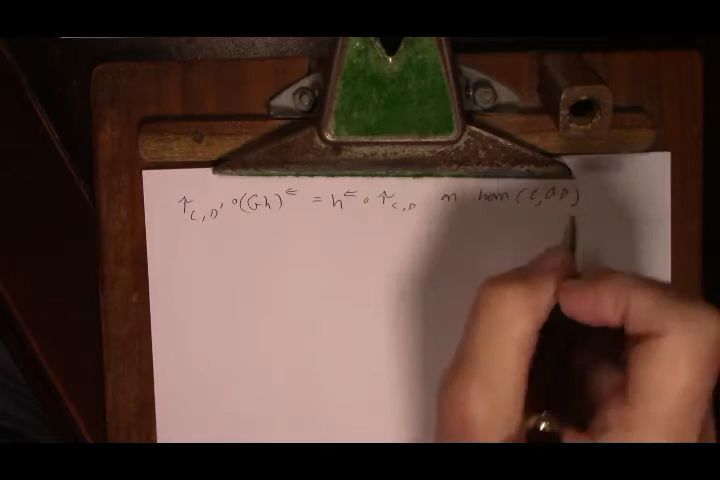 τ_{C,D'} ∘ (Gh)^← = h^← ∘ τ_{C,D} on hom(C,GD)